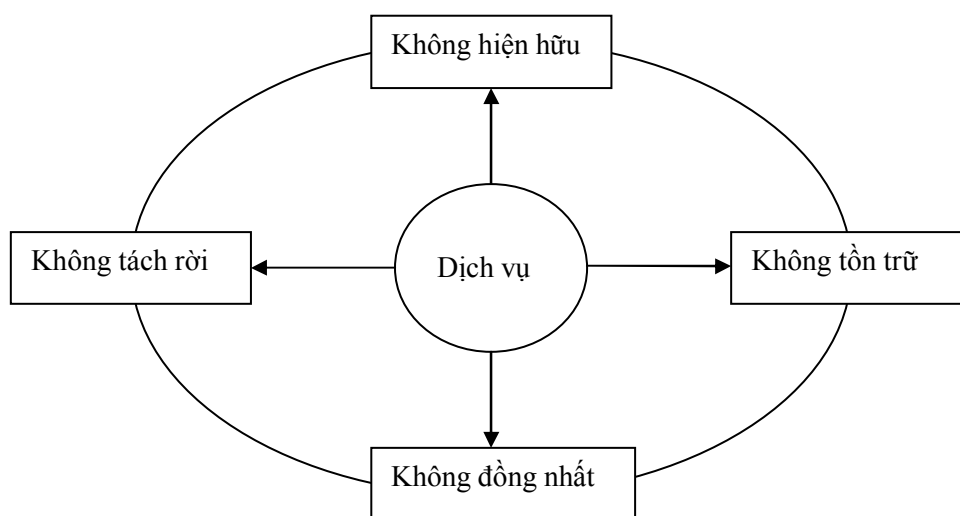 Không hiện hữu
Không tách rời
Dịch vụ
Không tồn trữ
Không đồng nhất